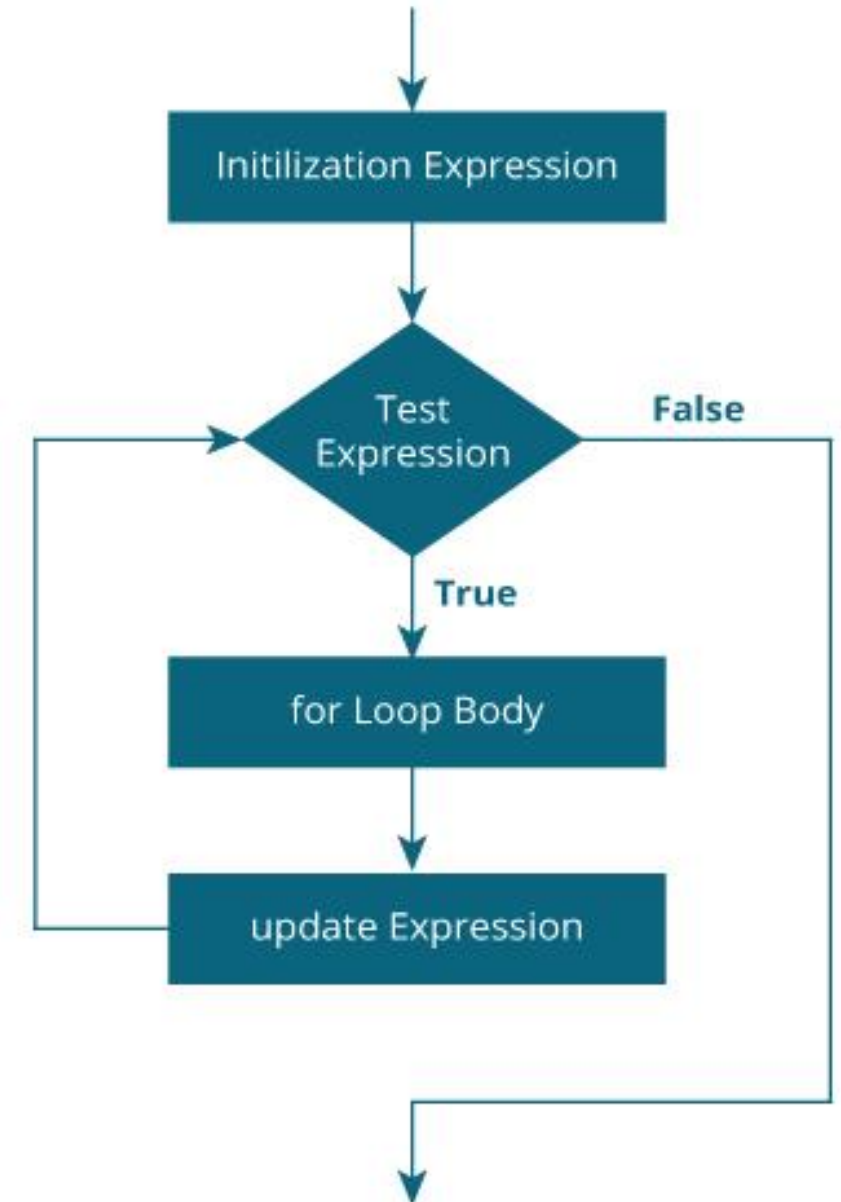 Initilization Expression
Test
Expression
False
True
for Loop Body
update Expression